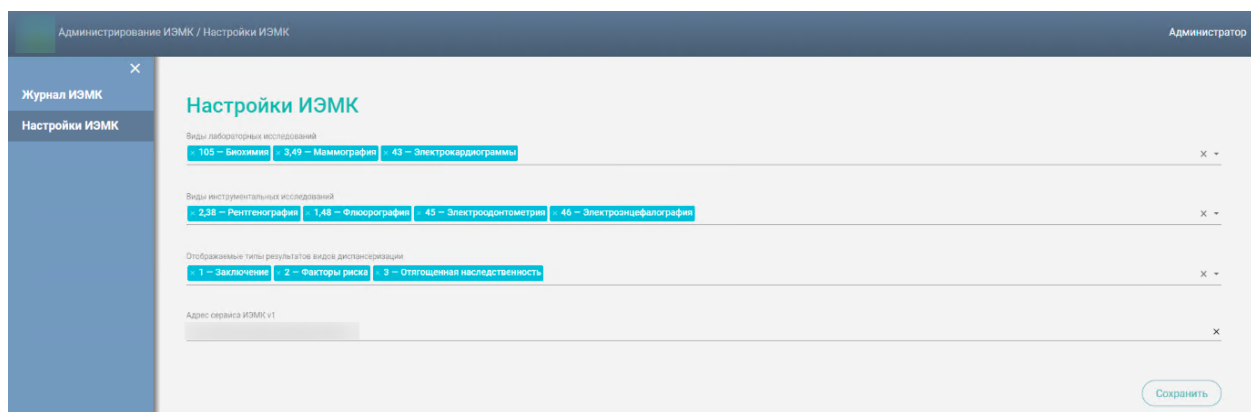 Администрирование ИЭМК / Настройки ИЭМК
Администратор
Журнал ИЭМК
Настройки ИЭМК
Настройки ИЭМК
Виды лабораторных исследований
× 105 — Биохимия × 3,49 — Маммография × 43 — Электрокардиограммы
Виды инструментальных исследований
× 2,38 — Рентгенография × 1,48 — Флюорография × 45 — Электроодонтометрия × 46 — Электроэнцефалография
Отображаемые типы результатов видов диспансеризации
× 1 — Заключение × 2 — Факторы риска × 3 — Отягощенная наследственность
Адрес сервиса ИЭМК v1
Сохранить